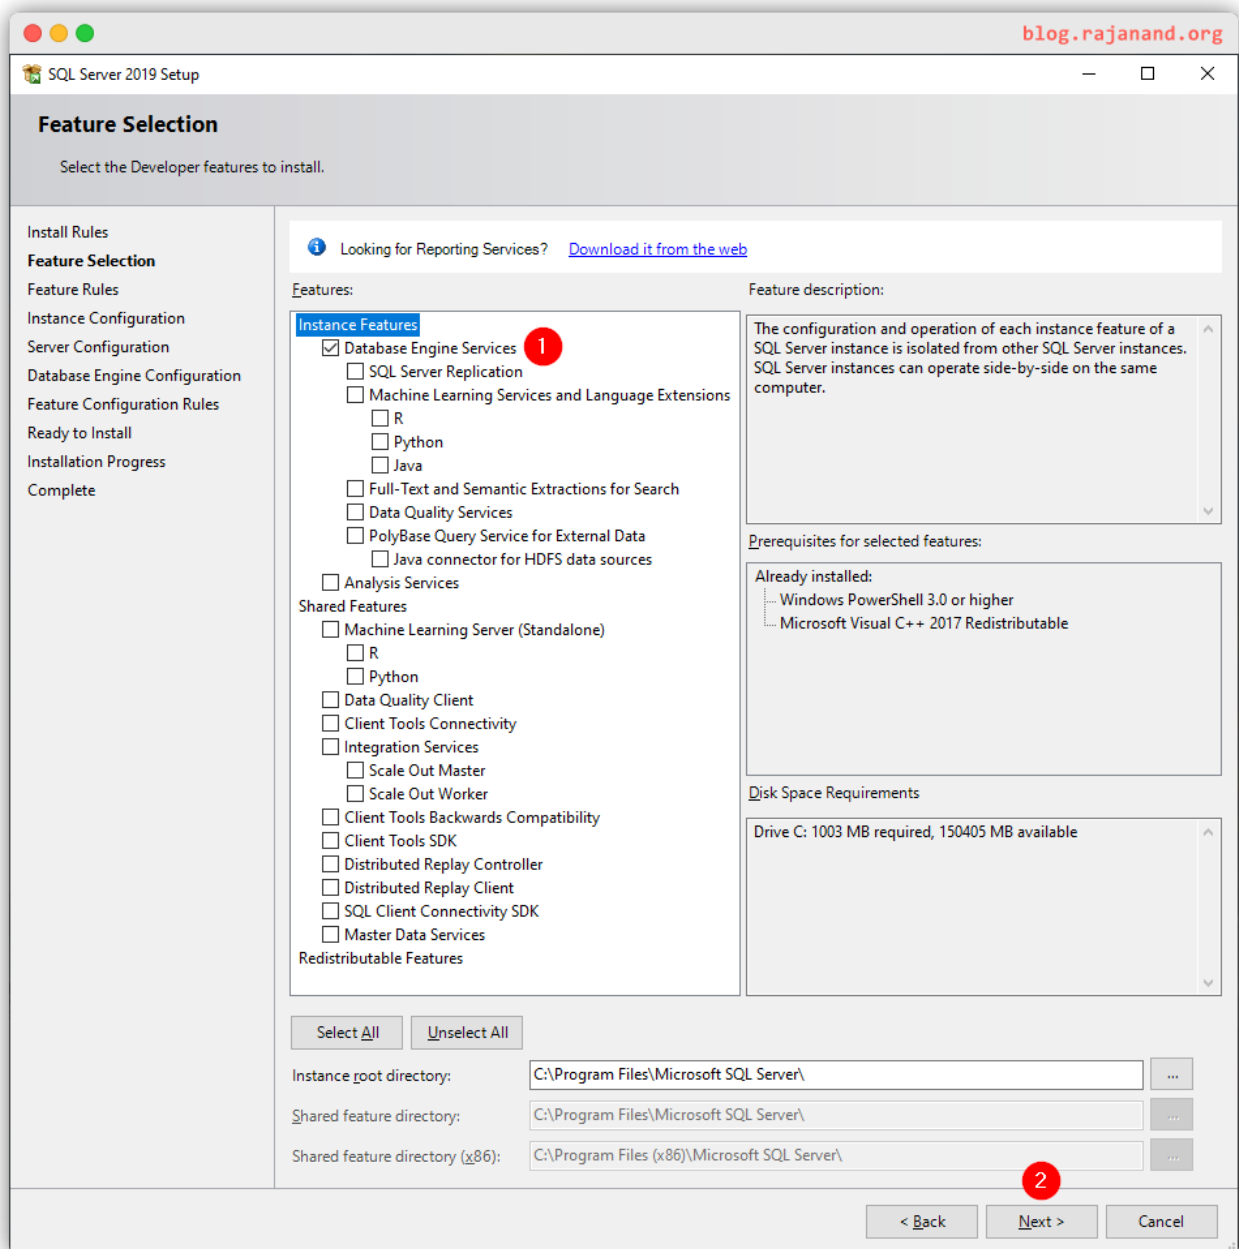 blog.rajanand.org
SQL Server 2019 Setup
Feature Selection
Select the Developer features to install.
Install Rules
Feature Selection
Feature Rules
Instance Configuration
Server Configuration
Database Engine Configuration
Feature Configuration Rules
Ready to Install
Installation Progress
Complete
Looking for Reporting Services? Download it from the web
Features:
Instance Features
Database Engine Services 1
SQL Server Replication
Machine Learning Services and Language Extensions
R
Python
Java
Full-Text and Semantic Extractions for Search
Data Quality Services
PolyBase Query Service for External Data
Java connector for HDFS data sources
Analysis Services
Shared Features
Machine Learning Server (Standalone)
R
Python
Data Quality Client
Client Tools Connectivity
Integration Services
Scale Out Master
Scale Out Worker
Client Tools Backwards Compatibility
Client Tools SDK
Distributed Replay Controller
Distributed Replay Client
SQL Client Connectivity SDK
Master Data Services
Redistributable Features
Feature description:
The configuration and operation of each instance feature of a
SQL Server instance is isolated from other SQL Server instances.
SQL Server instances can operate side-by-side on the same
computer.
Prerequisites for selected features:
Already installed:
Windows PowerShell 3.0 or higher
Microsoft Visual C++ 2017 Redistributable
Disk Space Requirements
Drive C: 1003 MB required, 150405 MB available
Select All Unselect All
Instance root directory: C:\Program Files\Microsoft SQL Server\ ...
Shared feature directory: C:\Program Files\Microsoft SQL Server\ ...
Shared feature directory (x86): C:\Program Files (x86)\Microsoft SQL Server\ ...
2
< Back Next > Cancel